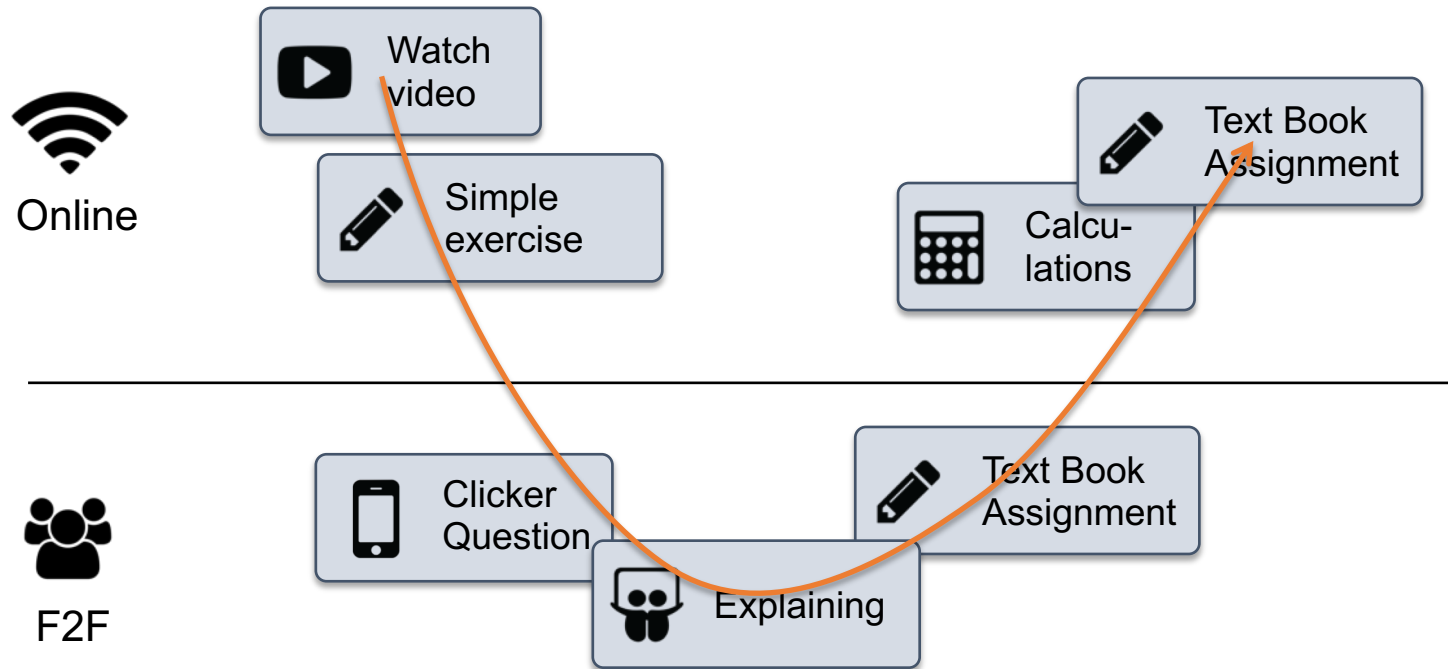 Watch
video
Online
Simple
exercise
Text Book
Assignment
Calcu-
lations
F2F
Clicker
Question
Explaining
Text Book
Assignment